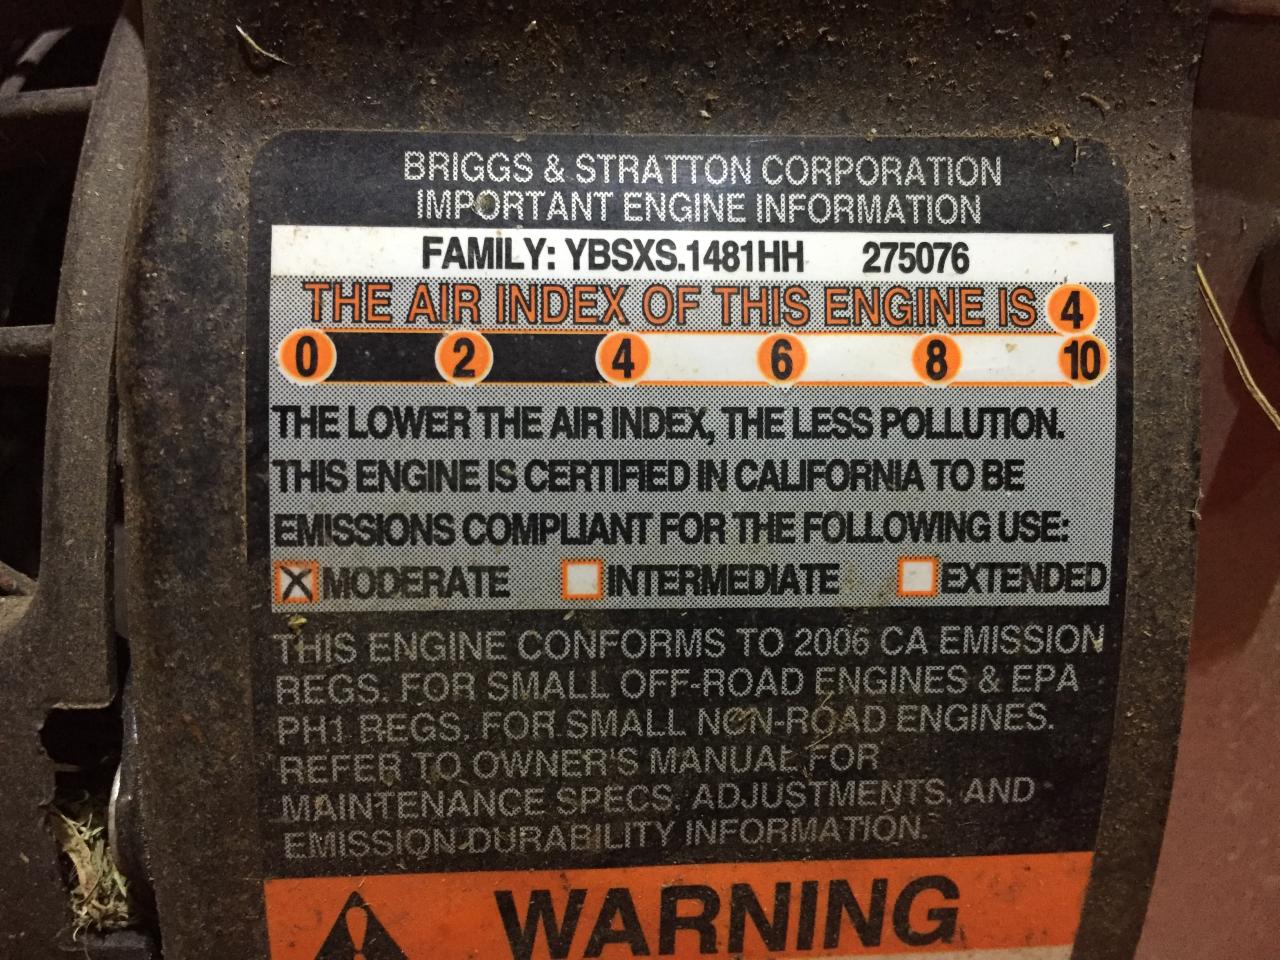 BRIGGS & STRATTON CORPORATION
IMPORTANT ENGINE INFORMATION
FAMILY: YBSXS.1481HH 275076
THE AIR INDEX OF THIS ENGINE IS 4
0 2 4 6 8 10
THE LOWER THE AIR INDEX, THE LESS POLLUTION.
THIS ENGINE IS CERTIFIED IN CALIFORNIA TO BE
EMISSIONS COMPLIANT FOR THE FOLLOWING USE:
X MODERATE INTERMEDIATE EXTENDED
THIS ENGINE CONFORMS TO 2006 CA EMISSION
REGS. FOR SMALL OFF-ROAD ENGINES & EPA
PH1 REGS. FOR SMALL NON-ROAD ENGINES.
REFER TO OWNER'S MANUAL FOR
MAINTENANCE SPECS, ADJUSTMENTS, AND
EMISSION DURABILITY INFORMATION.
WARNING